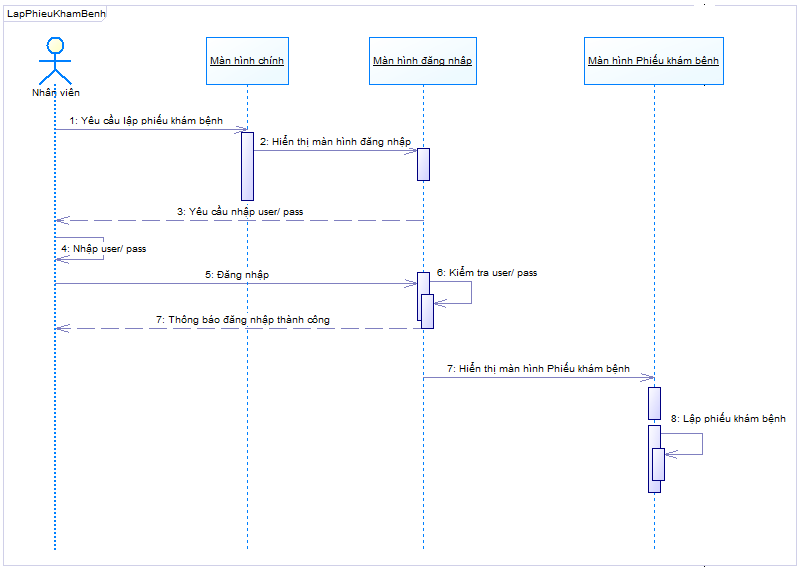 LapPhieuKhamBenh
Màn hình chính
Màn hình đăng nhập
Màn hình Phiếu khám bệnh
Nhân viên
1: Yêu cầu lập phiếu khám bệnh
2: Hiển thị màn hình đăng nhập
3: Yêu cầu nhập user/ pass
4: Nhập user/ pass
5: Đăng nhập
6: Kiểm tra user/ pass
7: Thông báo đăng nhập thành công
7: Hiển thị màn hình Phiếu khám bệnh
8: Lập phiếu khám bệnh